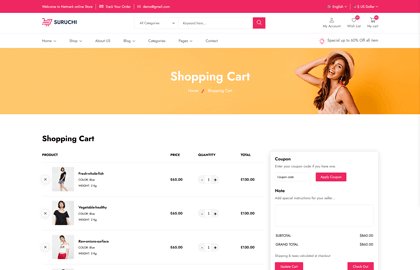 Welcome to Suruchi online Store
Track Your Order
demo@gmail.com
English
$ US Dollar
SURUCHI
All Categories
Keyword here...
My Account
Wish List
My cart
Home
Shop
About US
Blog
Categories
Pages
Contact
Special up to 60% Off all item
Shopping Cart
Home
Shopping Cart
Shopping Cart
PRODUCT
PRICE
QUANTITY
TOTAL
Fresh-whole-fish
COLOR: Blue
WEIGHT: 2 Kg
£65.00
- 1 +
£130.00
Vegetable-healthy
COLOR: Blue
WEIGHT: 2 Kg
£65.00
- 1 +
£130.00
Raw-onions-surface
COLOR: Blue
WEIGHT: 2 Kg
£65.00
- 1 +
£130.00
Coupon
Enter your coupon code if you have one.
Coupon code
Apply Coupon
Note
Add special instructions for your seller...
SUBTOTAL
$860.00
GRAND TOTAL
$860.00
Shipping & taxes calculated at checkout
Update Cart
Check Out